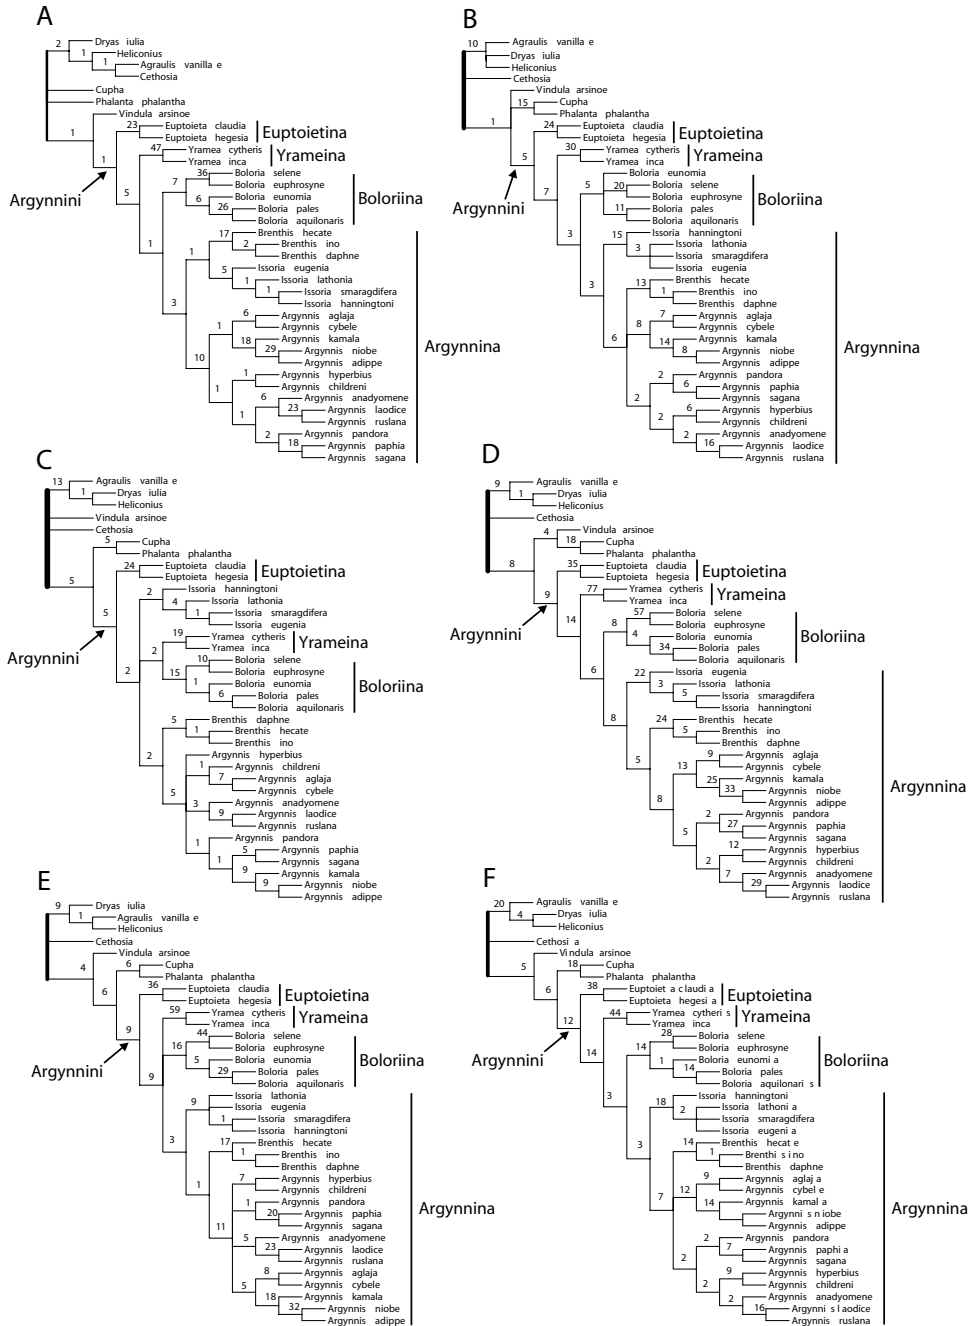 A
2
Dryas iulia
1
Heliconius
1
Agraulis vanilla e
Cethosia
Cupha
Phalanta phalantha
1
Vindula arsinoe
23
Euptoieta claudia
Euptoieta hegesia
Euptoietina
1
47
Yramea cytheris
Yramea inca
Yrameina
Argynnini
5
36
Boloria selene
7
Boloria euphrosyne
6
Boloria eunomia
26
Boloria pales
Boloria aquilonaris
Boloriina
1
17
Brenthis hecate
2
Brenthis ino
1
Brenthis daphne
5
Issoria eugenia
1
Issoria lathonia
1
Issoria smaragdifera
Issoria hanningtoni
3
6
Argynnis aglaja
1
Argynnis cybele
18
Argynnis kamala
29
Argynnis niobe
Argynnis adippe
10
1
Argynnis hyperbius
Argynnis childreni
1
6
Argynnis anadyomene
23
Argynnis laodice
1
Argynnis ruslana
2
Argynnis pandora
18
Argynnis paphia
Argynnis sagana
Argynnina
B
10
Agraulis vanilla e
Dryas iulia
Heliconius
Cethosia
Vindula arsinoe
15
Cupha
Phalanta phalantha
1
24
Euptoieta claudia
Euptoieta hegesia
Euptoietina
5
30
Yramea cytheris
Yramea inca
Yrameina
Argynnini
7
Boloria eunomia
5
20
Boloria selene
Boloria euphrosyne
11
Boloria pales
Boloria aquilonaris
Boloriina
3
15
Issoria hanningtoni
3
Issoria lathonia
Issoria smaragdifera
Issoria eugenia
3
13
Brenthis hecate
1
Brenthis ino
Brenthis daphne
7
Argynnis aglaja
8
Argynnis cybele
6
14
Argynnis kamala
8
Argynnis niobe
Argynnis adippe
2
Argynnis pandora
6
Argynnis paphia
Argynnis sagana
2
6
Argynnis hyperbius
2
Argynnis childreni
2
Argynnis anadyomene
16
Argynnis laodice
Argynnis ruslana
Argynnina
C
13
Agraulis vanilla e
1
Dryas iulia
Heliconius
Vindula arsinoe
Cethosia
5
Cupha
Phalanta phalantha
5
24
Euptoieta claudia
Euptoieta hegesia
Euptoietina
2
Issoria hanningtoni
4
Issoria lathonia
5
1
Issoria smaragdifera
Issoria eugenia
19
Yramea cytheris
2
Yramea inca
Yrameina
Argynnini
10
Boloria selene
2
15
Boloria euphrosyne
1
Boloria eunomia
6
Boloria pales
Boloria aquilonaris
Boloriina
5
Brenthis daphne
1
Brenthis hecate
Brenthis ino
2
Argynnis hyperbius
1
Argynnis childreni
7
Argynnis aglaja
Argynnis cybele
5
3
Argynnis anadyomene
9
Argynnis laodice
Argynnis ruslana
1
Argynnis pandora
5
Argynnis paphia
1
Argynnis sagana
9
Argynnis kamala
9
Argynnis niobe
Argynnis adippe
D
9
Agraulis vanilla e
1
Dryas iulia
Heliconius
Cethosia
4
Vindula arsinoe
18
Cupha
Phalanta phalantha
8
35
Euptoieta claudia
Euptoieta hegesia
Euptoietina
9
77
Yramea cytheris
Yramea inca
Yrameina
Argynnini
14
57
Boloria selene
8
Boloria euphrosyne
4
Boloria eunomia
34
Boloria pales
Boloria aquilonaris
Boloriina
6
22
Issoria eugenia
3
Issoria lathonia
5
Issoria smaragdifera
Issoria hanningtoni
8
24
Brenthis hecate
5
Brenthis ino
Brenthis daphne
5
9
Argynnis aglaja
13
Argynnis cybele
25
Argynnis kamala
33
Argynnis niobe
Argynnis adippe
8
2
Argynnis pandora
27
Argynnis paphia
Argynnis sagana
5
12
Argynnis hyperbius
2
Argynnis childreni
7
Argynnis anadyomene
29
Argynnis laodice
Argynnis ruslana
Argynnina
E
9
Dryas iulia
1
Agraulis vanilla e
Heliconius
Cethosia
Vindula arsinoe
4
6
Cupha
Phalanta phalantha
6
36
Euptoieta claudia
Euptoieta hegesia
Euptoietina
9
59
Yramea cytheris
Yramea inca
Yrameina
Argynnini
44
Boloria selene
16
Boloria euphrosyne
5
Boloria eunomia
29
Boloria pales
Boloria aquilonaris
Boloriina
9
Issoria lathonia
9
Issoria eugenia
1
Issoria smaragdifera
Issoria hanningtoni
3
17
Brenthis hecate
1
Brenthis ino
Brenthis daphne
1
7
Argynnis hyperbius
Argynnis childreni
1
Argynnis pandora
20
Argynnis paphia
Argynnis sagana
11
5
Argynnis anadyomene
23
Argynnis laodice
Argynnis ruslana
8
Argynnis aglaja
5
Argynnis cybele
18
Argynnis kamala
32
Argynnis niobe
Argynnis adippe
Argynnina
F
20
Agraulis vanilla e
4
Dryas iulia
Heliconius
Cethosi a
Vindula arsinoe
5
18
Cupha
Phalanta phalantha
6
38
Euptoiet a c laudi a
Euptoieta hegesi a
Euptoietina
12
44
Yramea cytheri s
Yramea inca
Yrameina
Argynnini
14
28
Boloria selene
14
Boloria euphrosyne
1
Boloria eunomi a
14
Boloria pales
Boloria aquilonari s
Boloriina
3
18
Issoria hanningtoni
2
Issoria lathoni a
Issoria smaragdifera
Issoria eugeni a
3
14
Brenthis hecat e
1
Brenthi s i no
Brenthis daphne
9
Argynnis aglaj a
12
Argynnis cybel e
7
14
Argynnis kamal a
Argynni s n iobe
Argynnis adippe
2
Argynnis pandora
7
Argynnis paphi a
Argynnis sagana
2
9
Argynnis hyperbius
2
Argynnis childreni
2
Argynnis anadyomene
16
Argynni s l aodice
Argynnis ruslana
Argynnina